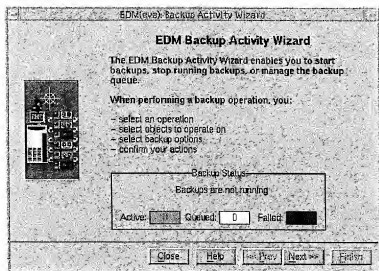 EDM(eva): Backup Activity Wizard
EDM Backup Activity Wizard
The EDM Backup Activity Wizard enables you to start
backups, stop running backups, or manage the backup
queue.
When performing a backup operation, you:
– select an operation
– select objects to operate on
– select backup options
– confirm your actions
Backup Status
Backups are not running
Active: 0 Queued: 0 Failed:
Close Help << Prev Next >> Finish